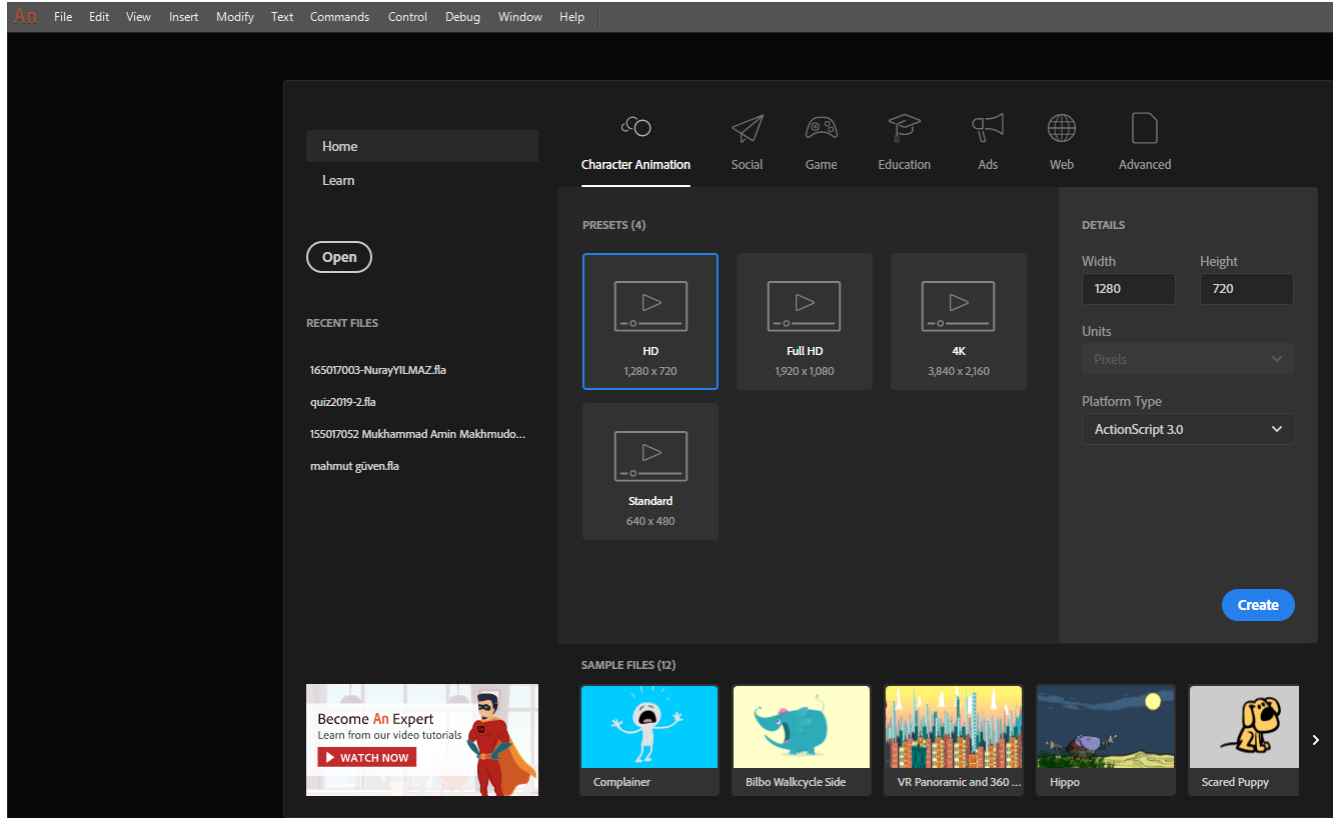 An File Edit View Insert Modify Text Commands Control Debug Window Help
Home
Learn
Open
RECENT FILES
165017003-NurayYILMAZ.fla
quiz2019-2.fla
155017052 Mukhammad Amin Makhmudo...
mahmut güven.fla
Become An Expert
Learn from our video tutorials
WATCH NOW
Character Animation Social Game Education Ads Web Advanced
PRESETS (4)
HD
1,280 x 720
Full HD
1,920 x 1,080
4K
3,840 x 2,160
Standard
640 x 480
DETAILS
Width Height
1280 720
Units
Pixels
Platform Type
ActionScript 3.0
Create
SAMPLE FILES (12)
Complainer
Bilbo Walkcycle Side
VR Panoramic and 360 ...
Hippo
Scared Puppy